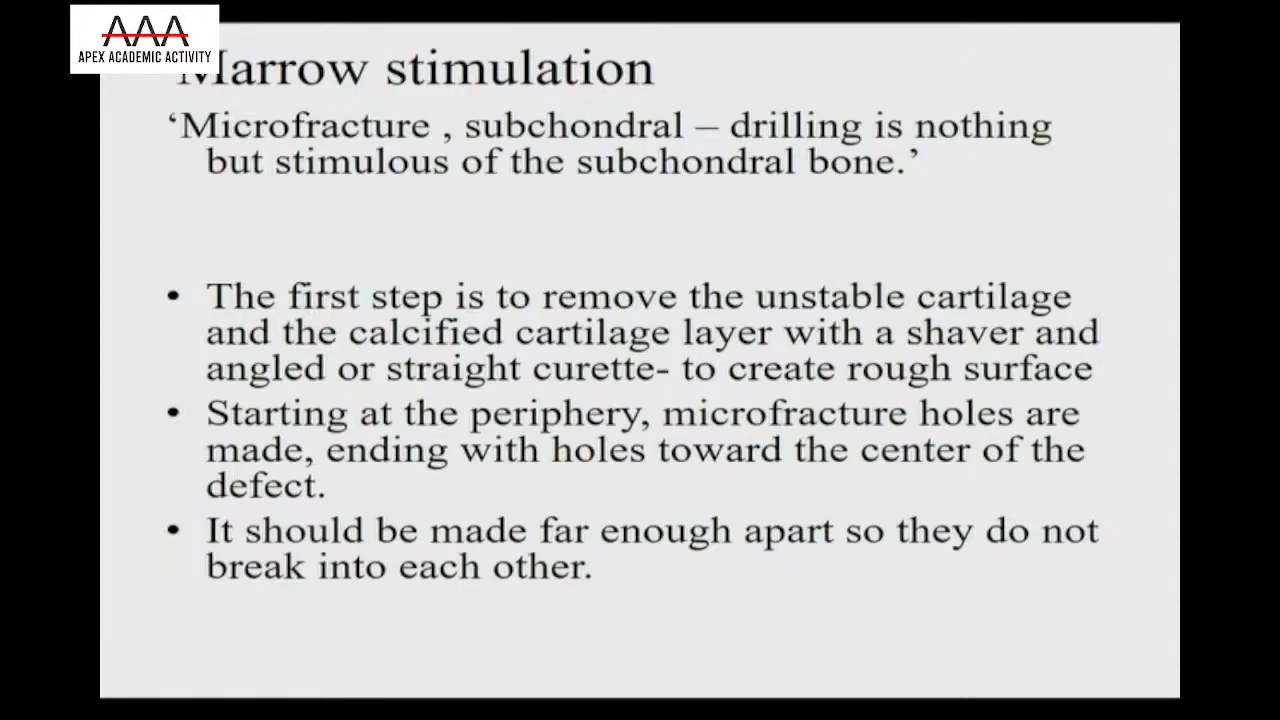 AAA
APEX ACADEMIC ACTIVITY
Marrow stimulation
‘Microfracture , subchondral – drilling is nothing
but stimulous of the subchondral bone.’
• The first step is to remove the unstable cartilage
and the calcified cartilage layer with a shaver and
angled or straight curette- to create rough surface
• Starting at the periphery, microfracture holes are
made, ending with holes toward the center of the
defect.
• It should be made far enough apart so they do not
break into each other.